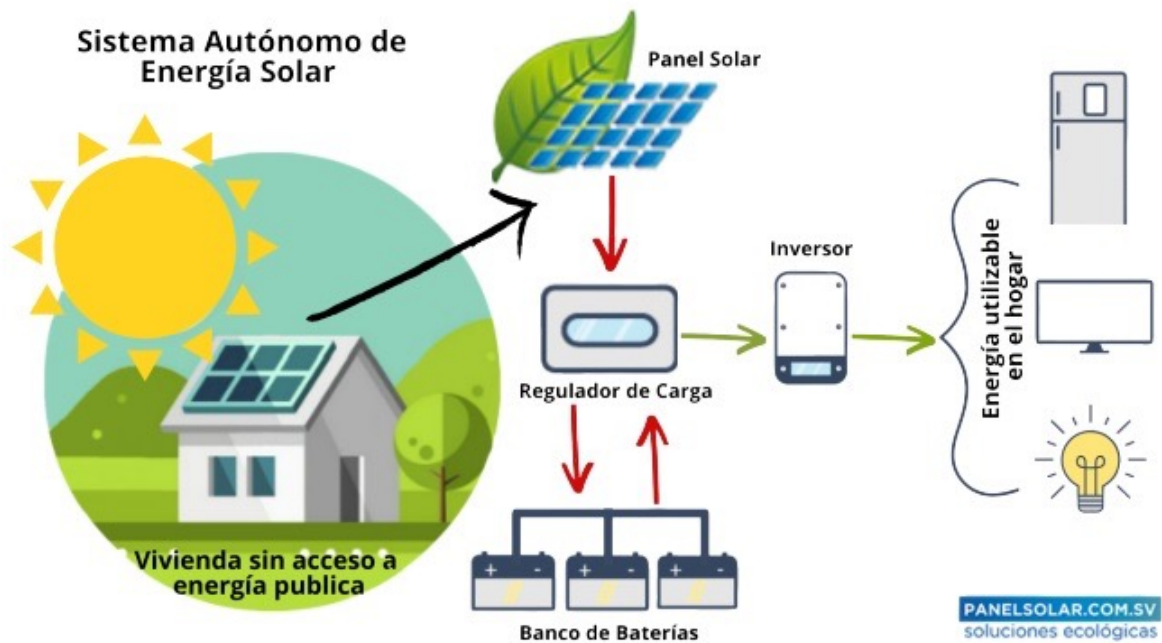 Sistema Autónomo de
Energía Solar
Panel Solar
Inversor
Regulador de Carga
Energía utilizable
en el hogar
Vivienda sin acceso a
energía publica
+ - + - + -
Banco de Baterías
PANELSOLAR.COM.SV
soluciones ecológicas